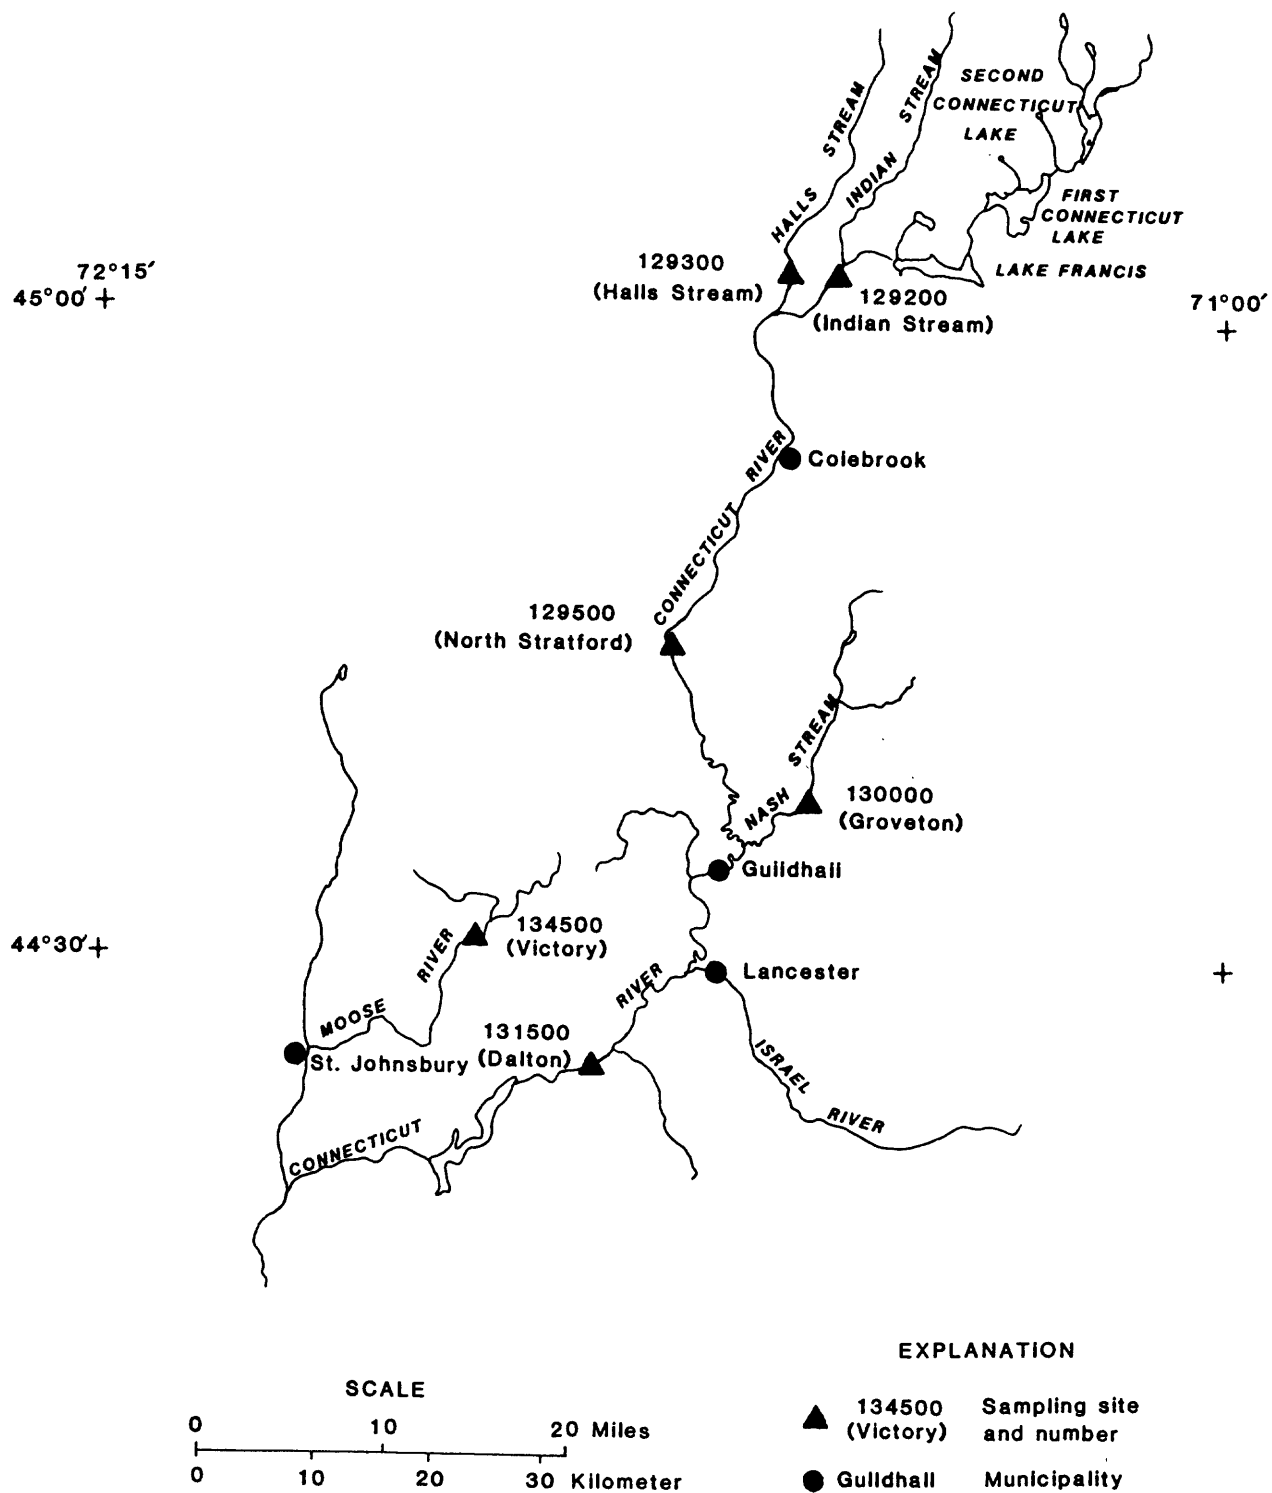 SECOND
CONNECTICUT
LAKE
HALLS STREAM
INDIAN STREAM
FIRST
CONNECTICUT
LAKE
LAKE FRANCIS
129300
(Halls Stream)
129200
(Indian Stream)
72°15′
45°00′
71°00′
Colebrook
CONNECTICUT RIVER
129500
(North Stratford)
NASH STREAM
130000
(Groveton)
Guildhall
134500
(Victory)
44°30′
MOOSE RIVER
Lancester
131500
(Dalton)
St. Johnsbury
CONNECTICUT RIVER
ISRAEL RIVER
EXPLANATION
134500
(Victory)
Sampling site
and number
Guildhall Municipality
SCALE
0 10 20 Miles
0 10 20 30 Kilometer